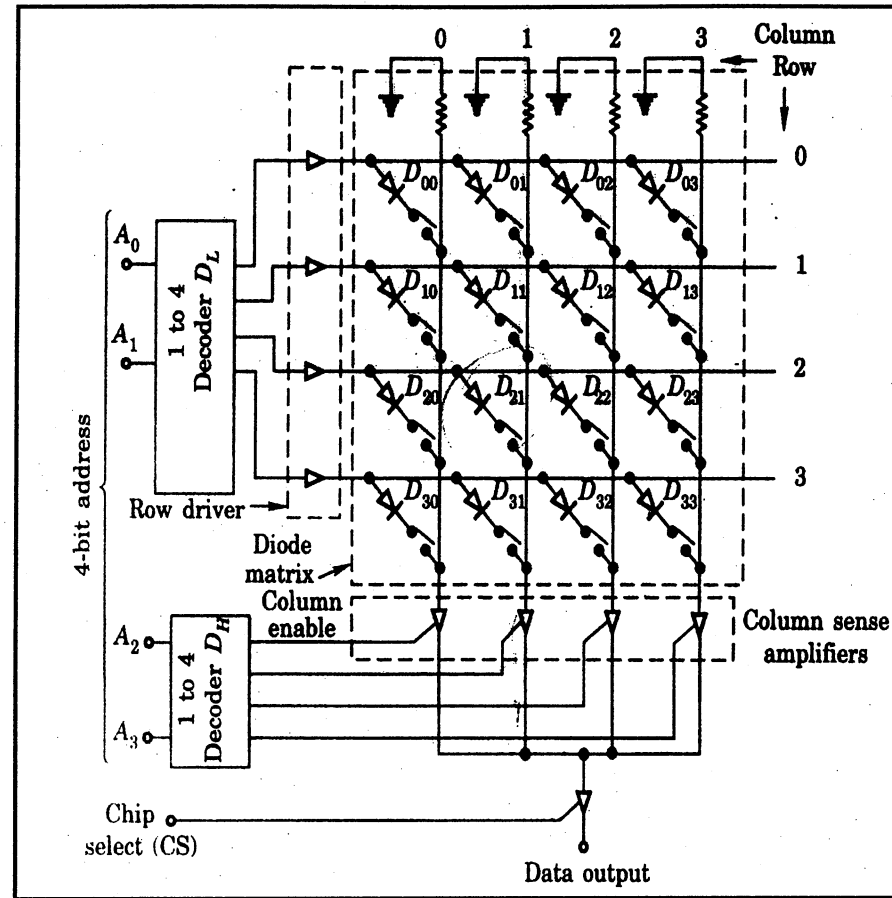 0 1 2 3 Column
Row
D00 D01 D02 D03 0
A0
1 to 4
Decoder DL
D10 D11 D12 D13 1
A1
D20 D21 D22 D23 2
D30 D31 D32 D33 3
4-bit address
Row driver
Diode
matrix
Column
enable
Column sense
amplifiers
A2
1 to 4
Decoder DH
A3
Chip
select (CS)
Data output